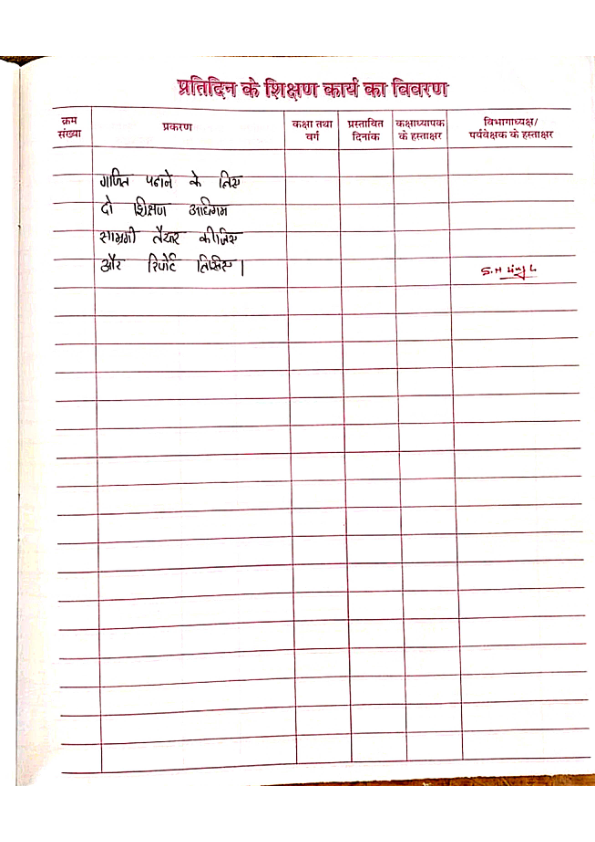 प्रतिदिन के शिक्षण कार्य का विवरण
क्रम संख्या
प्रकरण
कक्षा तथा वर्ग
प्रस्तावित दिनांक
कक्षाध्यापक के हस्ताक्षर
विभागाध्यक्ष/ पर्यवेक्षक के हस्ताक्षर
गणित पढाने के लिए
दो शिक्षण अधिगम
सामग्री तैयार कीजिए
और रिपोर्ट लिखिए।